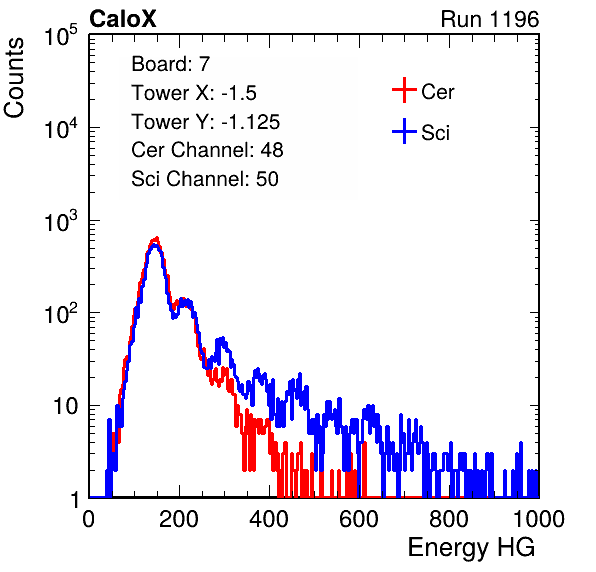 CaloX
Run 1196
Counts
10^5
10^4
10^3
10^2
10
1
Board: 7
Tower X: -1.5
Tower Y: -1.125
Cer Channel: 48
Sci Channel: 50
Cer
Sci
0 200 400 600 800 1000
Energy HG